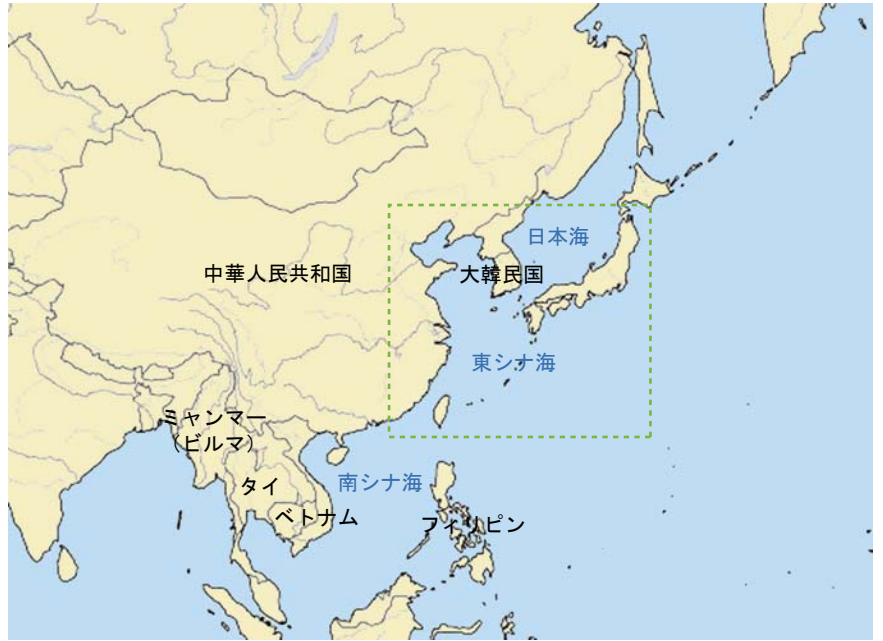 日本海
中華人民共和国
大韓民国
東シナ海
ミャンマー
（ビルマ）
タイ
南シナ海
ベトナム
フィリピン